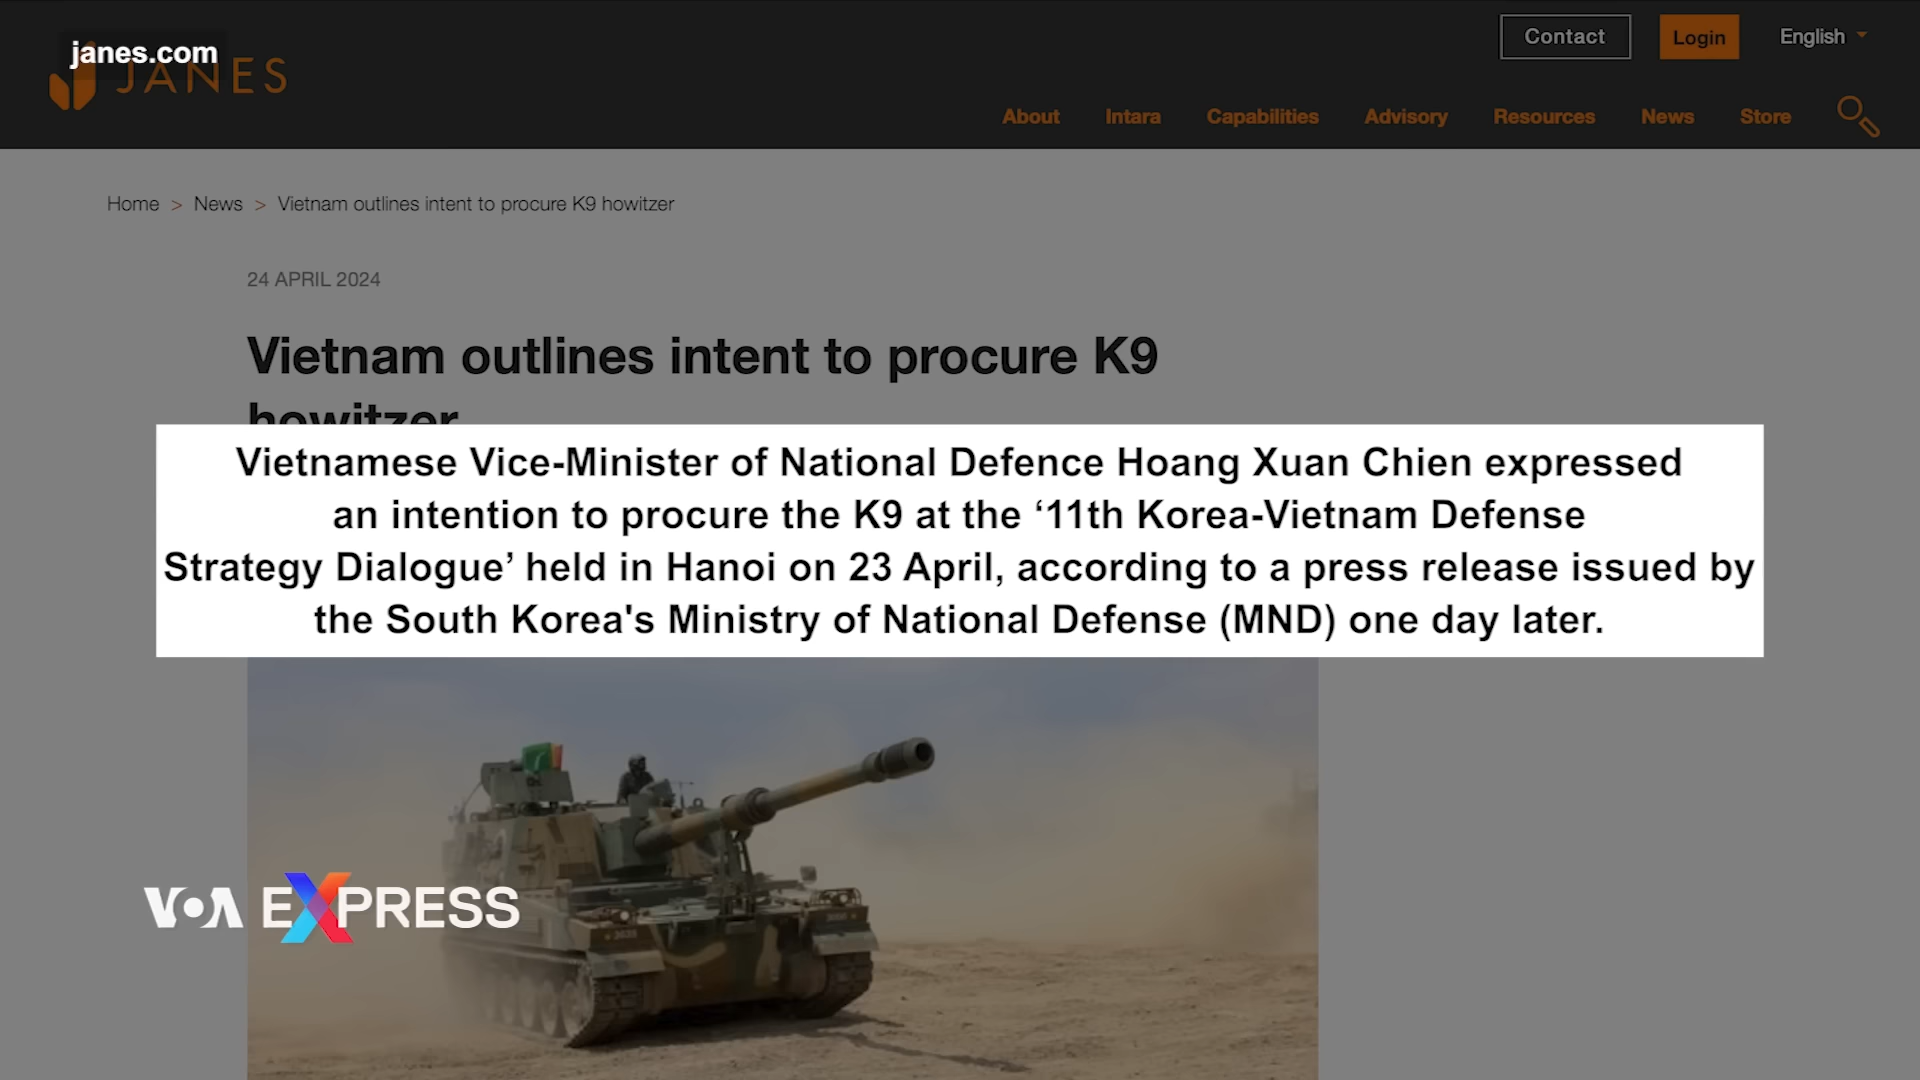 janes.com
JANES
Contact
Login
English
About
Intara
Capabilities
Advisory
Resources
News
Store
Home > News > Vietnam outlines intent to procure K9 howitzer
24 APRIL 2024
Vietnam outlines intent to procure K9
howitzer
Vietnamese Vice-Minister of National Defence Hoang Xuan Chien expressed
an intention to procure the K9 at the ‘11th Korea-Vietnam Defense
Strategy Dialogue’ held in Hanoi on 23 April, according to a press release issued by
the South Korea's Ministry of National Defense (MND) one day later.
VOA EXPRESS